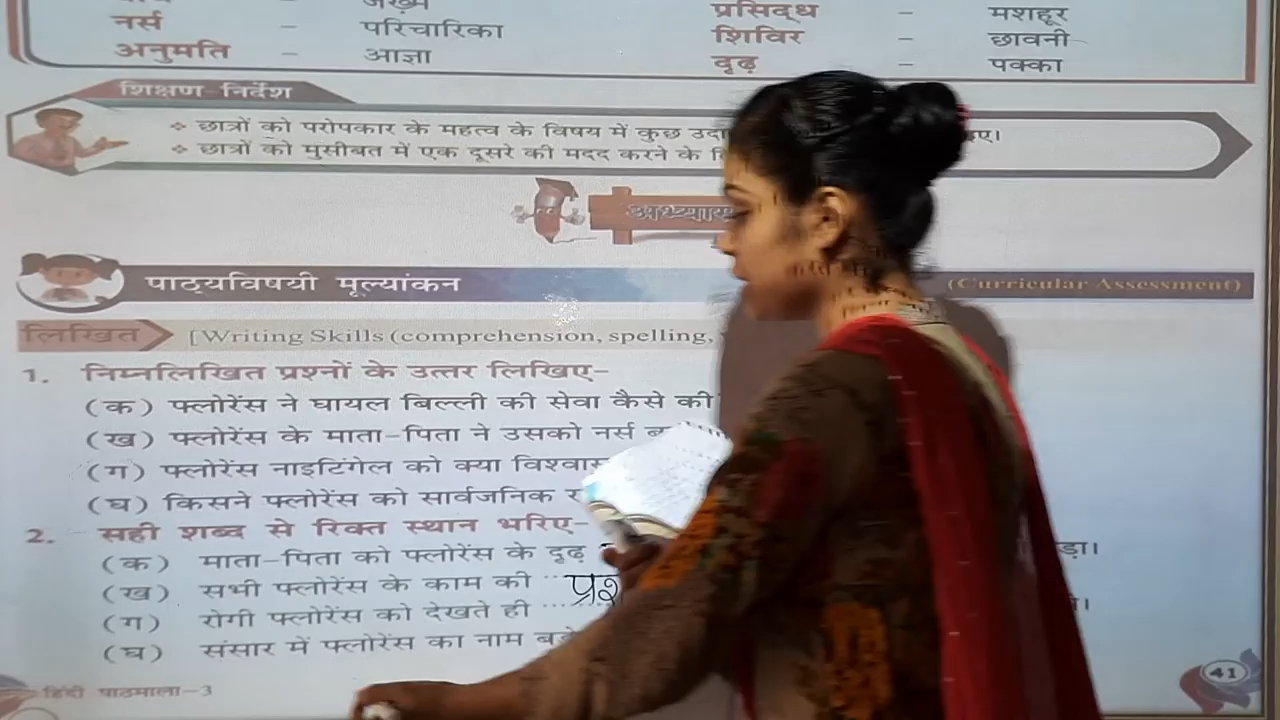 जख़्म
प्रसिद्ध – मशहूर
नर्स – परिचारिका
शिविर – छावनी
अनुमति – आज्ञा
दृढ़ – पक्का
शिक्षण-निर्देश
❖ छात्रों को परोपकार के महत्व के विषय में कुछ
❖ छात्रों को मुसीबत में एक दूसरे की मदद करने के
पाठ्यविषयी मूल्यांकन (Curricular Assessment)
लिखित [Writing Skills (comprehension, spelling,
1. निम्नलिखित प्रश्नों के उत्तर लिखिए–
(क) फ्लोरेंस ने घायल बिल्ली की सेवा कैसे की
(ख) फ्लोरेंस के माता-पिता ने उसको नर्स
(ग) फ्लोरेंस नाइटिंगेल को क्या
(घ) किसने फ्लोरेंस को सार्वजनिक
2. सही शब्द से रिक्त स्थान भरिए–
(क) माता-पिता को फ्लोरेंस के दृढ़
(ख) सभी फ्लोरेंस के काम की
(ग) रोगी फ्लोरेंस को देखते ही
(घ) संसार में फ्लोरेंस का नाम
हिंदी पाठमाला-3
41